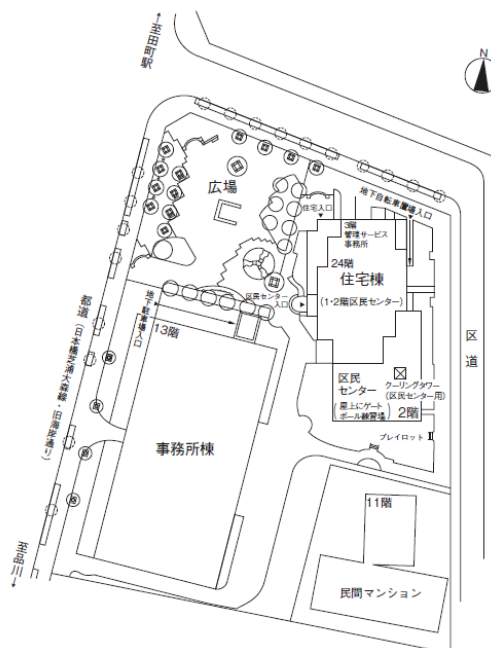 ←至田町駅
N
広場
地下自転車置場入口
住宅入口
3階
管理サービス
事務所
24階
住宅棟
(1・2階区民センター)
区民センター
入口
地下駐車場入口
13階
都道(日本橋芝浦大森線・旧海岸通り)
区道
区民
センター
クーリングタワー
(区民センター用)
(屋上にゲート
ボール練習場)
2階
プレイロット
事務所棟
11階
民間マンション
至品川→